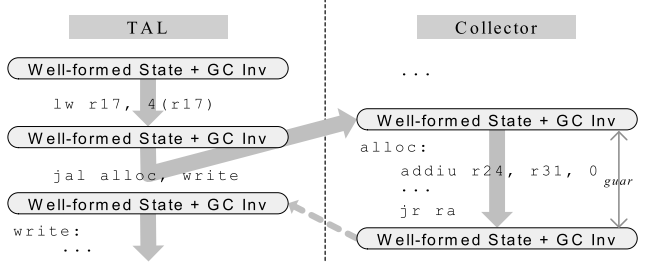 TAL
Well-formed State + GC Inv
lw r17, 4(r17)
Well-formed State + GC Inv
jal alloc, write
Well-formed State + GC Inv
write:
...
Collector
...
Well-formed State + GC Inv
alloc:
addiu r24, r31, 0
...
jr ra
guar
Well-formed State + GC Inv